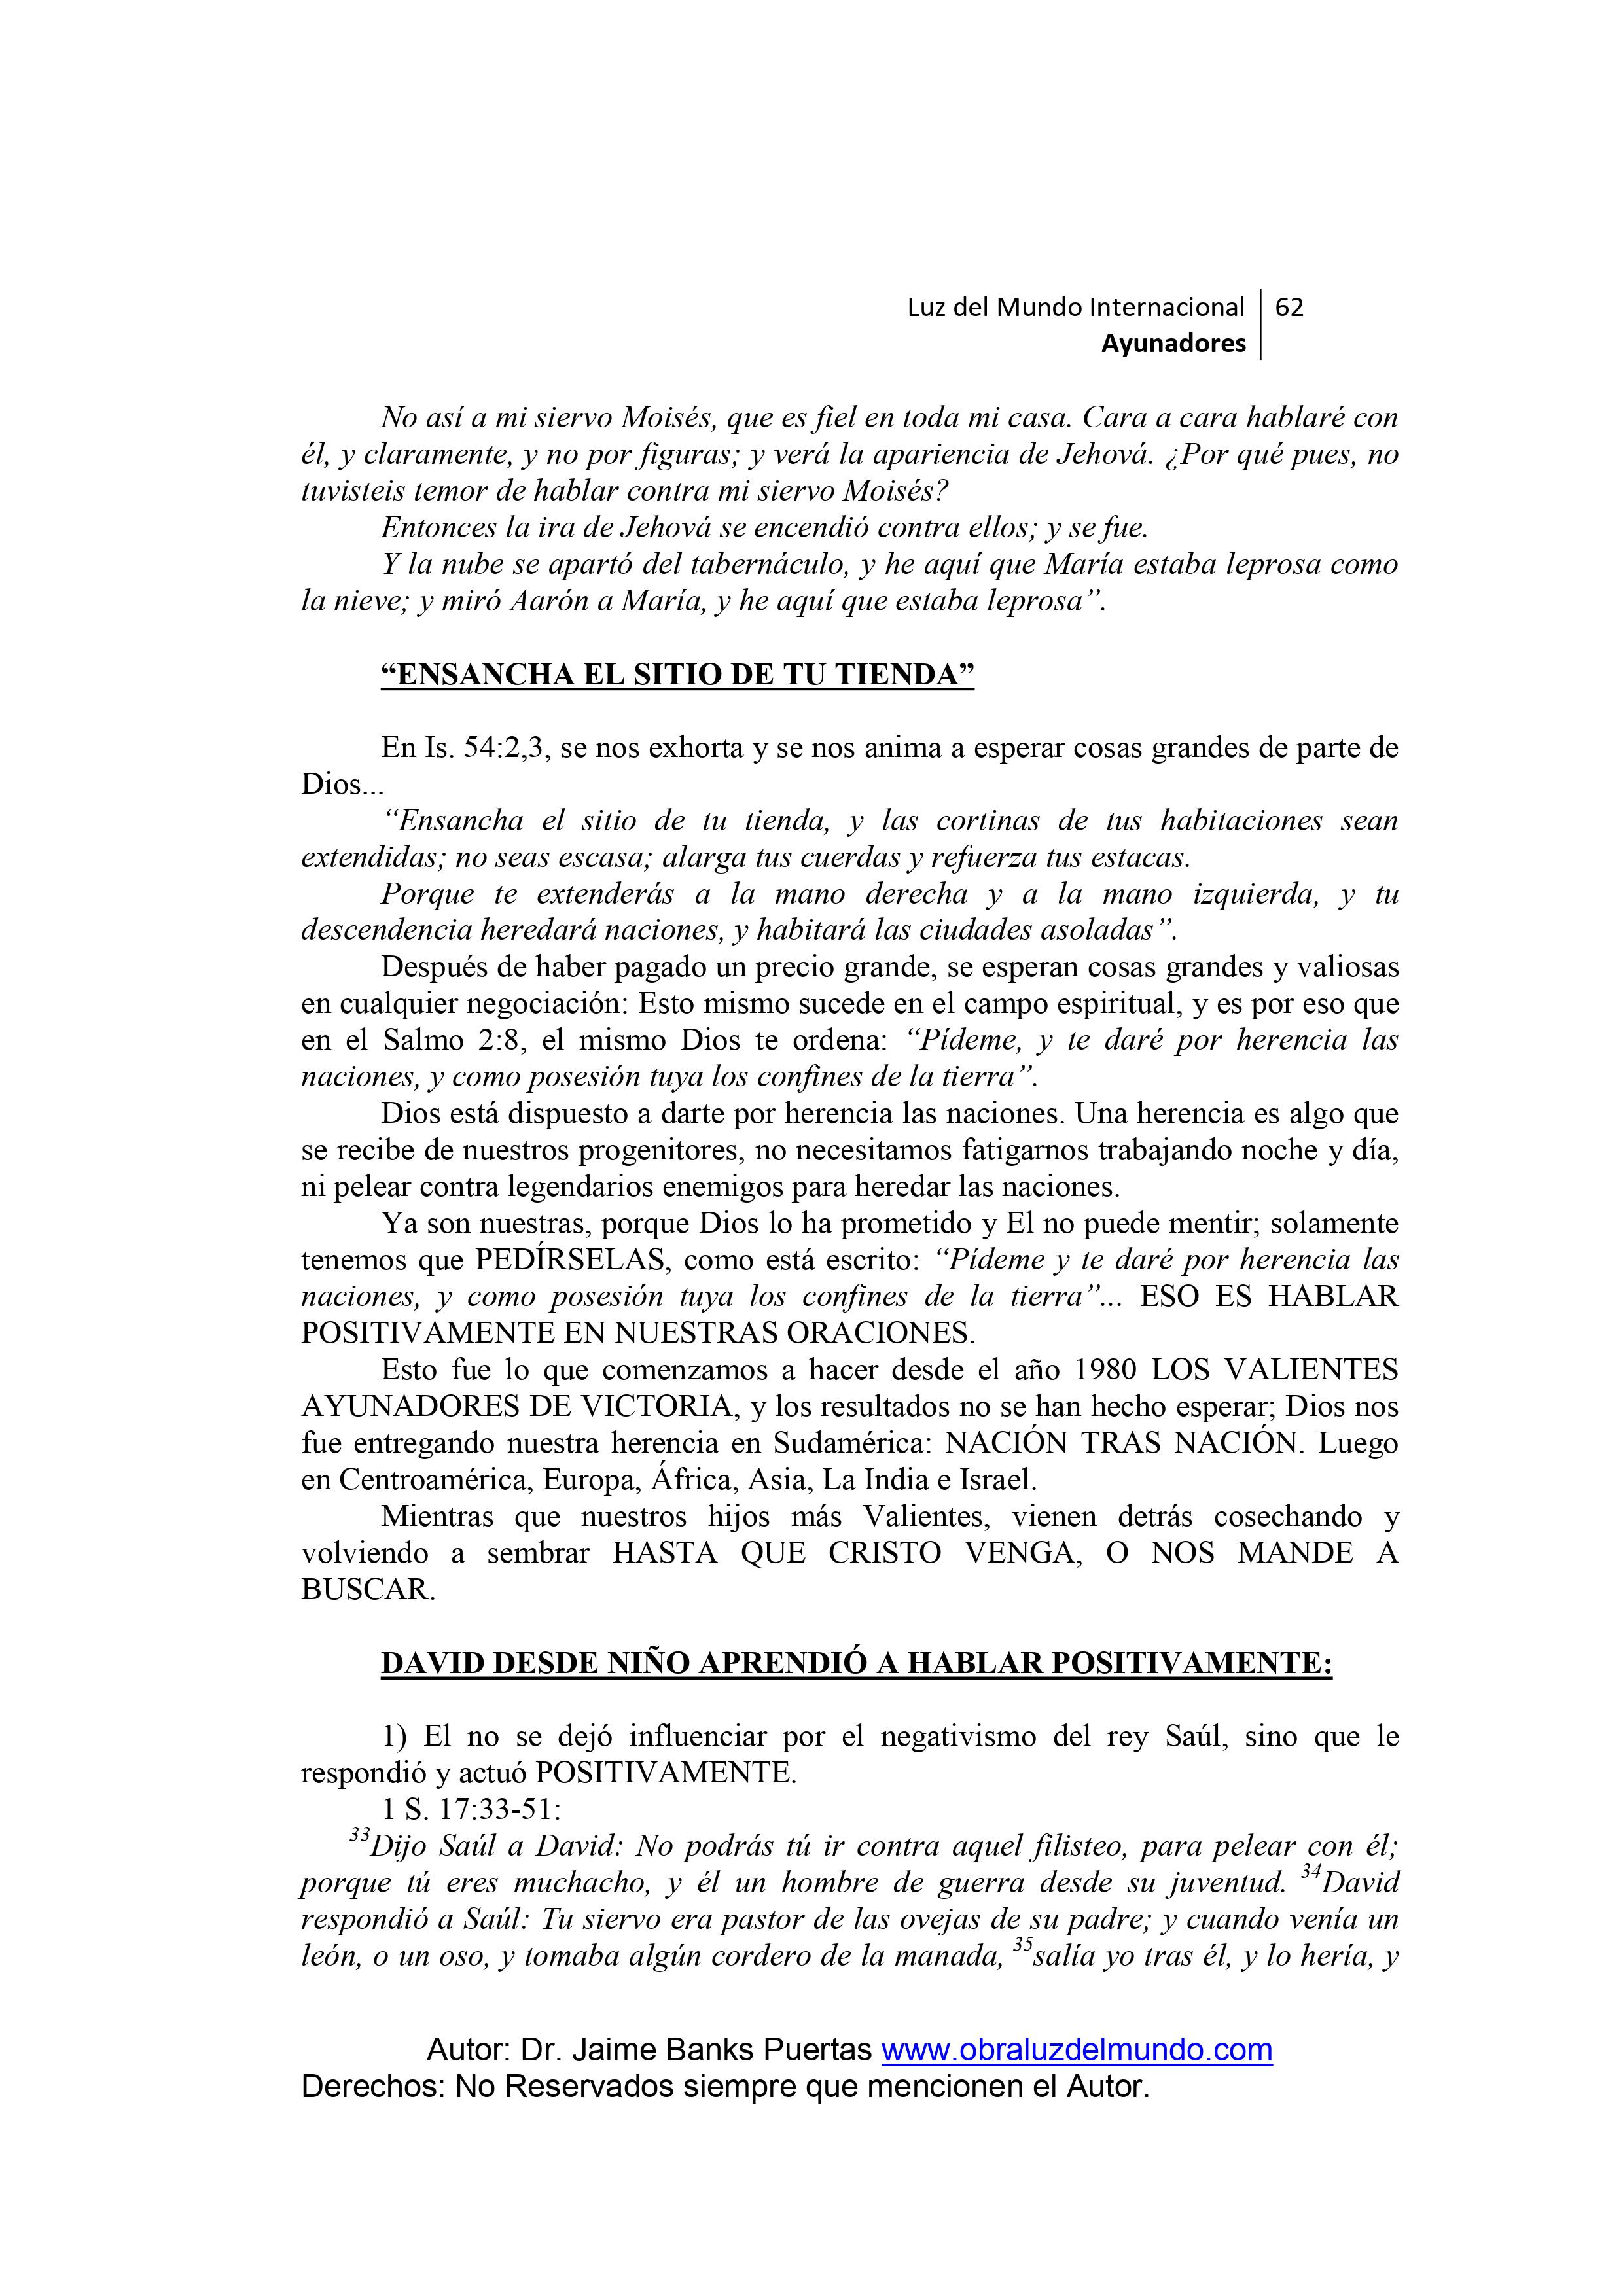 Luz del Mundo Internacional 62
Ayunadores
No así a mi siervo Moisés, que es fiel en toda mi casa. Cara a cara hablaré con
él, y claramente, y no por figuras; y verá la apariencia de Jehová. ¿Por qué pues, no
tuvisteis temor de hablar contra mi siervo Moisés?
Entonces la ira de Jehová se encendió contra ellos; y se fue.
Y la nube se apartó del tabernáculo, y he aquí que María estaba leprosa como
la nieve; y miró Aarón a María, y he aquí que estaba leprosa”.
“ENSANCHA EL SITIO DE TU TIENDA”
En Is. 54:2,3, se nos exhorta y se nos anima a esperar cosas grandes de parte de
Dios...
“Ensancha el sitio de tu tienda, y las cortinas de tus habitaciones sean
extendidas; no seas escasa; alarga tus cuerdas y refuerza tus estacas.
Porque te extenderás a la mano derecha y a la mano izquierda, y tu
descendencia heredará naciones, y habitará las ciudades asoladas”.
Después de haber pagado un precio grande, se esperan cosas grandes y valiosas
en cualquier negociación: Esto mismo sucede en el campo espiritual, y es por eso que
en el Salmo 2:8, el mismo Dios te ordena: “Pídeme, y te daré por herencia las
naciones, y como posesión tuya los confines de la tierra”.
Dios está dispuesto a darte por herencia las naciones. Una herencia es algo que
se recibe de nuestros progenitores, no necesitamos fatigarnos trabajando noche y día,
ni pelear contra legendarios enemigos para heredar las naciones.
Ya son nuestras, porque Dios lo ha prometido y El no puede mentir; solamente
tenemos que PEDÍRSELAS, como está escrito: “Pídeme y te daré por herencia las
naciones, y como posesión tuya los confines de la tierra”... ESO ES HABLAR
POSITIVAMENTE EN NUESTRAS ORACIONES.
Esto fue lo que comenzamos a hacer desde el año 1980 LOS VALIENTES
AYUNADORES DE VICTORIA, y los resultados no se han hecho esperar; Dios nos
fue entregando nuestra herencia en Sudamérica: NACIÓN TRAS NACIÓN. Luego
en Centroamérica, Europa, África, Asia, La India e Israel.
Mientras que nuestros hijos más Valientes, vienen detrás cosechando y
volviendo a sembrar HASTA QUE CRISTO VENGA, O NOS MANDE A
BUSCAR.
DAVID DESDE NIÑO APRENDIÓ A HABLAR POSITIVAMENTE:
1) El no se dejó influenciar por el negativismo del rey Saúl, sino que le
respondió y actuó POSITIVAMENTE.
1 S. 17:33-51:
33Dijo Saúl a David: No podrás tú ir contra aquel filisteo, para pelear con él;
porque tú eres muchacho, y él un hombre de guerra desde su juventud. 34David
respondió a Saúl: Tu siervo era pastor de las ovejas de su padre; y cuando venía un
león, o un oso, y tomaba algún cordero de la manada, 35salía yo tras él, y lo hería, y
Autor: Dr. Jaime Banks Puertas www.obraluzdelmundo.com
Derechos: No Reservados siempre que mencionen el Autor.